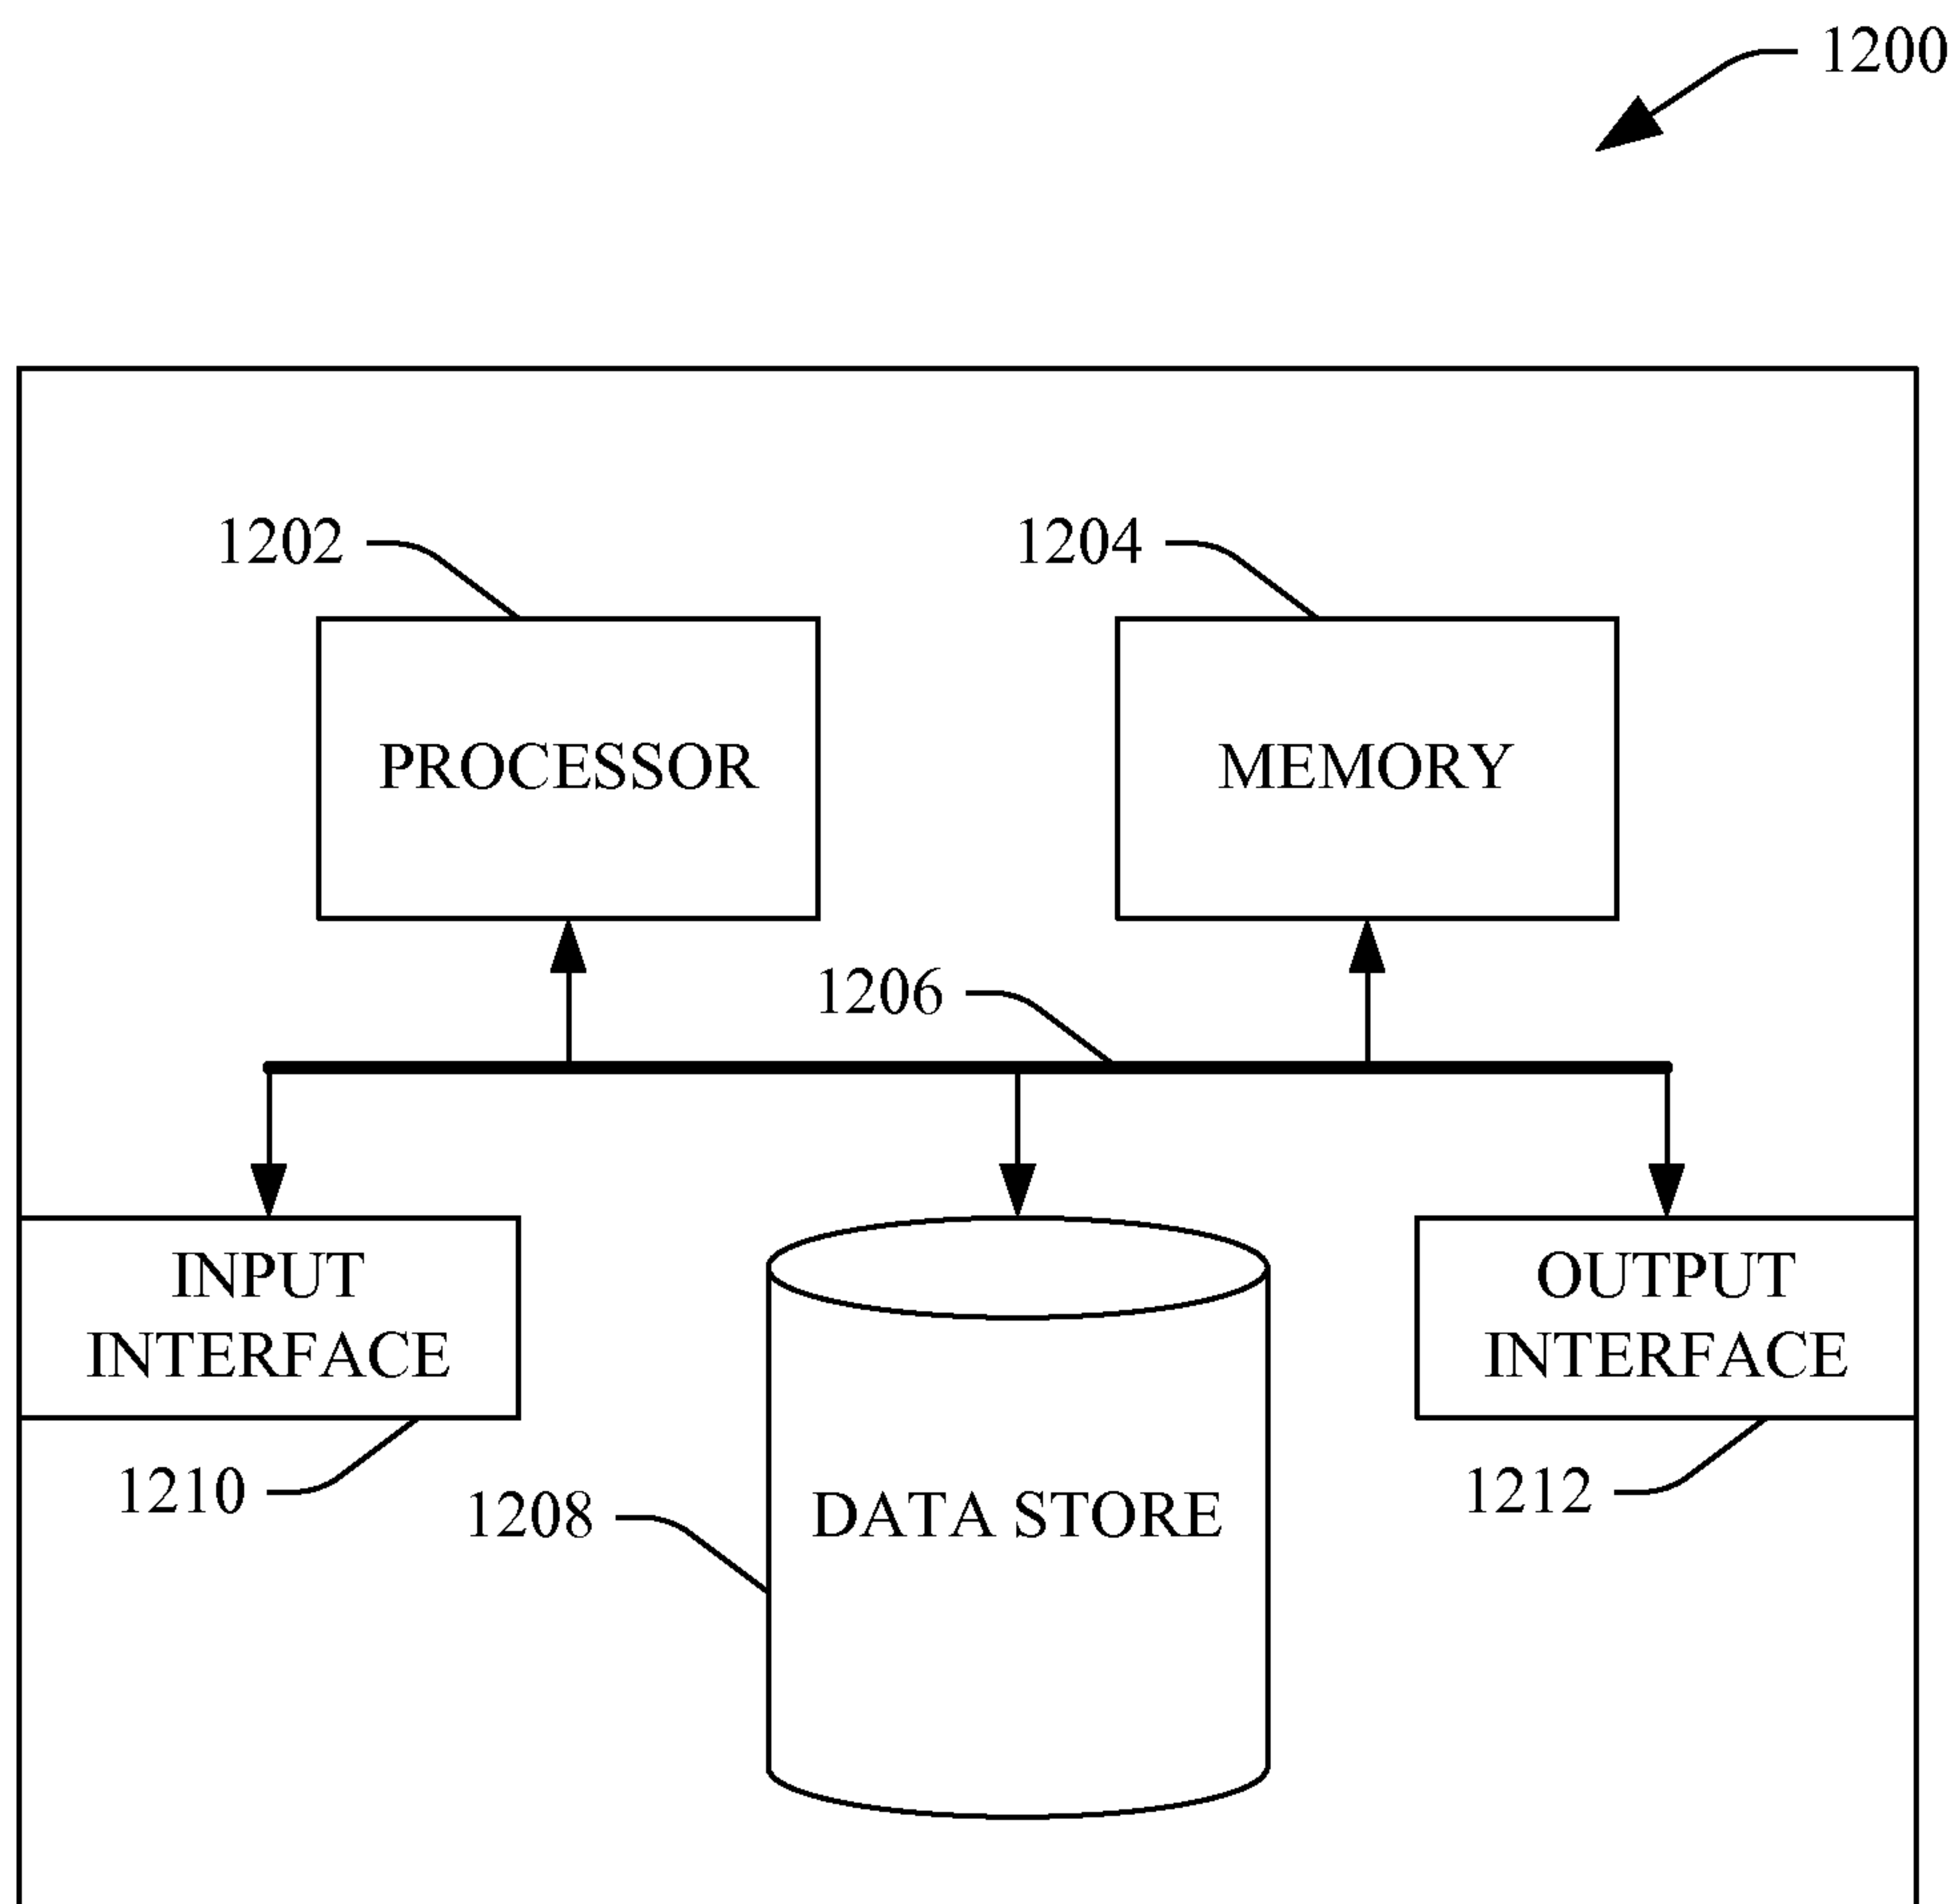 1200
1202
1204
PROCESSOR
MEMORY
1206
INPUT
INTERFACE
OUTPUT
INTERFACE
1210
1208
DATA STORE
1212